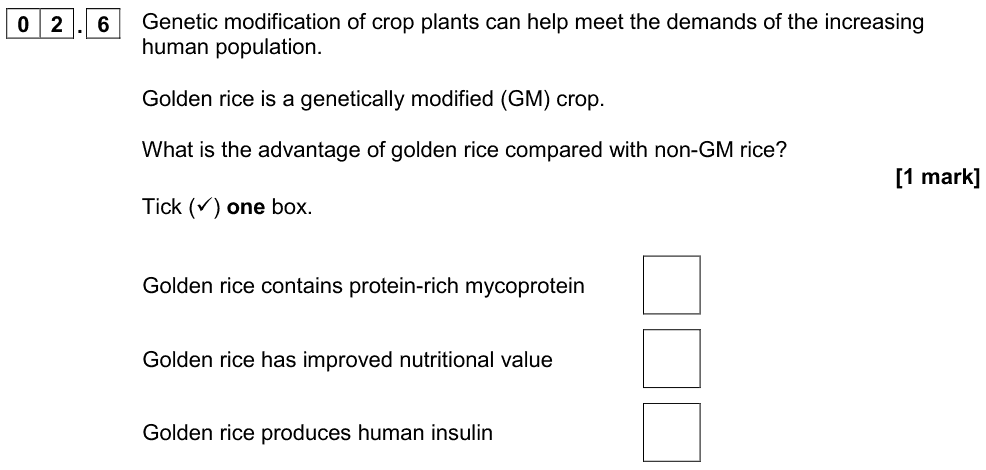 02.6 Genetic modification of crop plants can help meet the demands of the increasing
human population.
Golden rice is a genetically modified (GM) crop.
What is the advantage of golden rice compared with non-GM rice?
[1 mark]
Tick (✓) one box.
Golden rice contains protein-rich mycoprotein
Golden rice has improved nutritional value
Golden rice produces human insulin